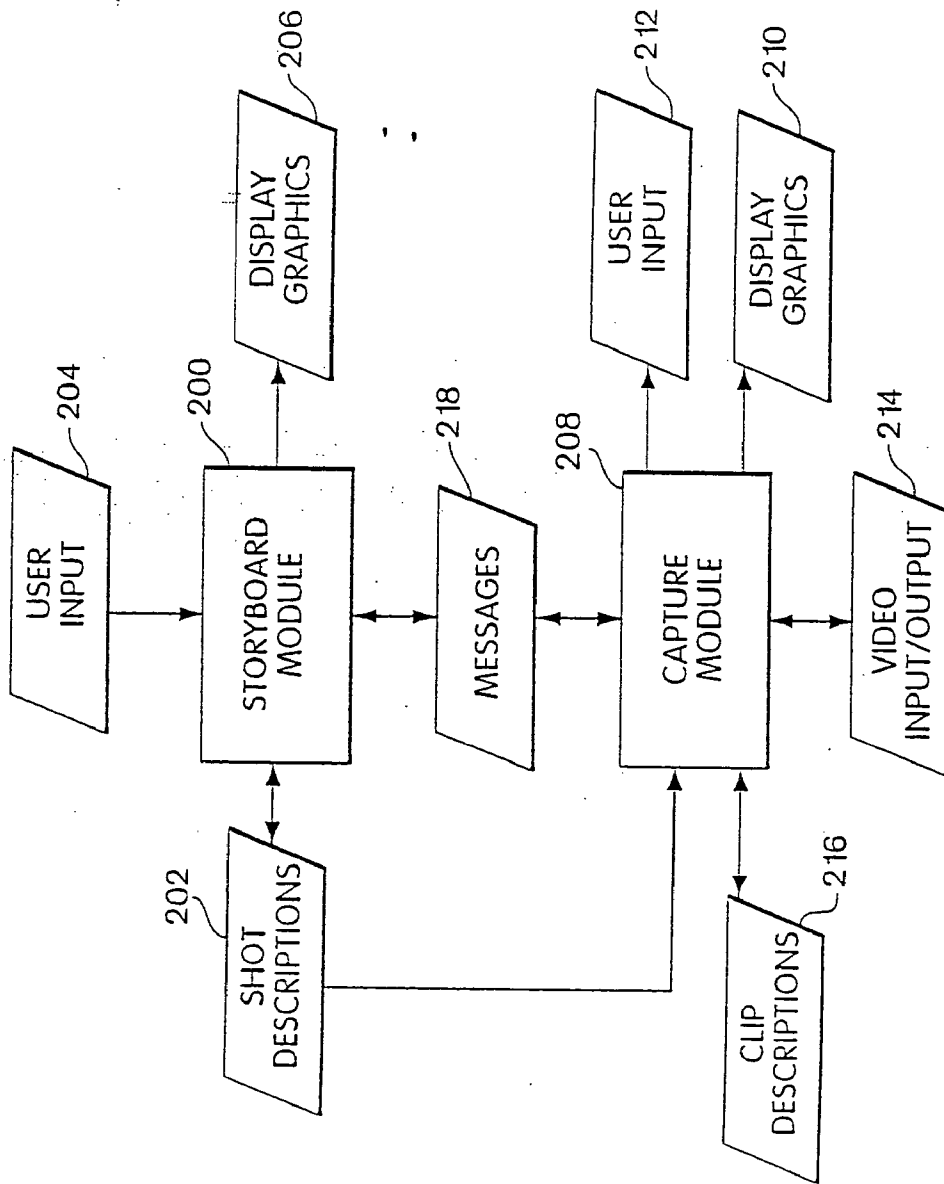 USER
INPUT
204
202
SHOT
DESCRIPTIONS
200
STORYBOARD
MODULE
DISPLAY
GRAPHICS
206
218
MESSAGES
208
CAPTURE
MODULE
USER
INPUT
212
CLIP
DESCRIPTIONS
216
DISPLAY
GRAPHICS
210
VIDEO
INPUT/OUTPUT
214